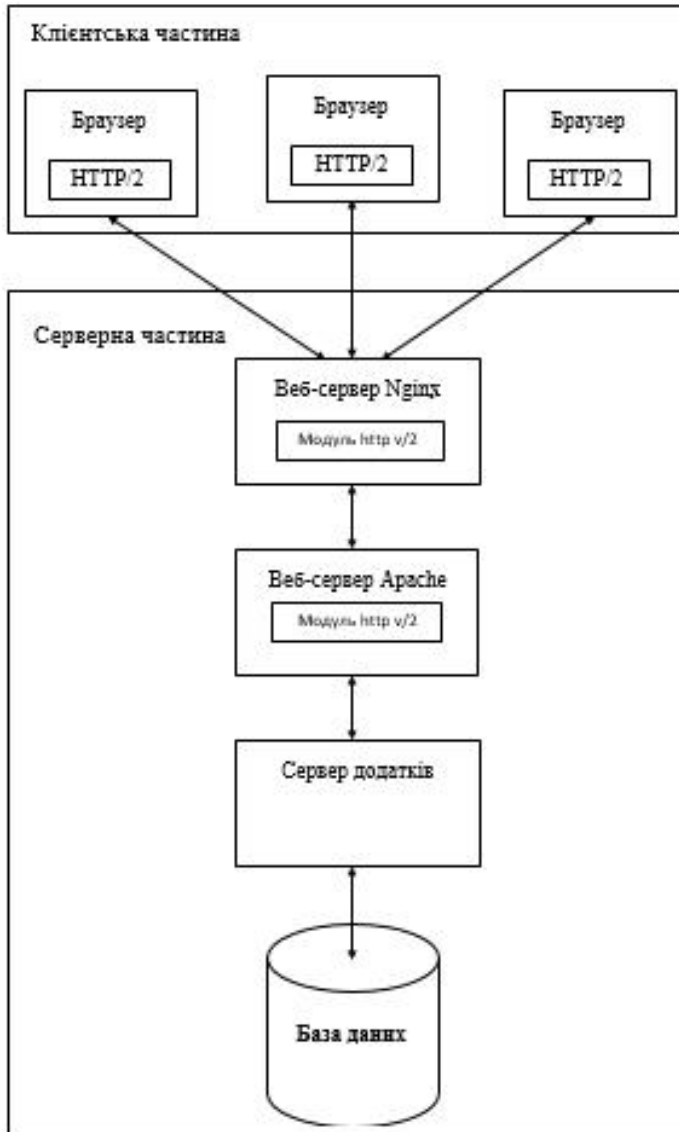 Клієнтська частина
Браузер
HTTP/2
Браузер
HTTP/2
Браузер
HTTP/2
Серверна частина
Веб-сервер Nginx
Модуль http v/2
Веб-сервер Apache
Модуль http v/2
Сервер додатків
База даних